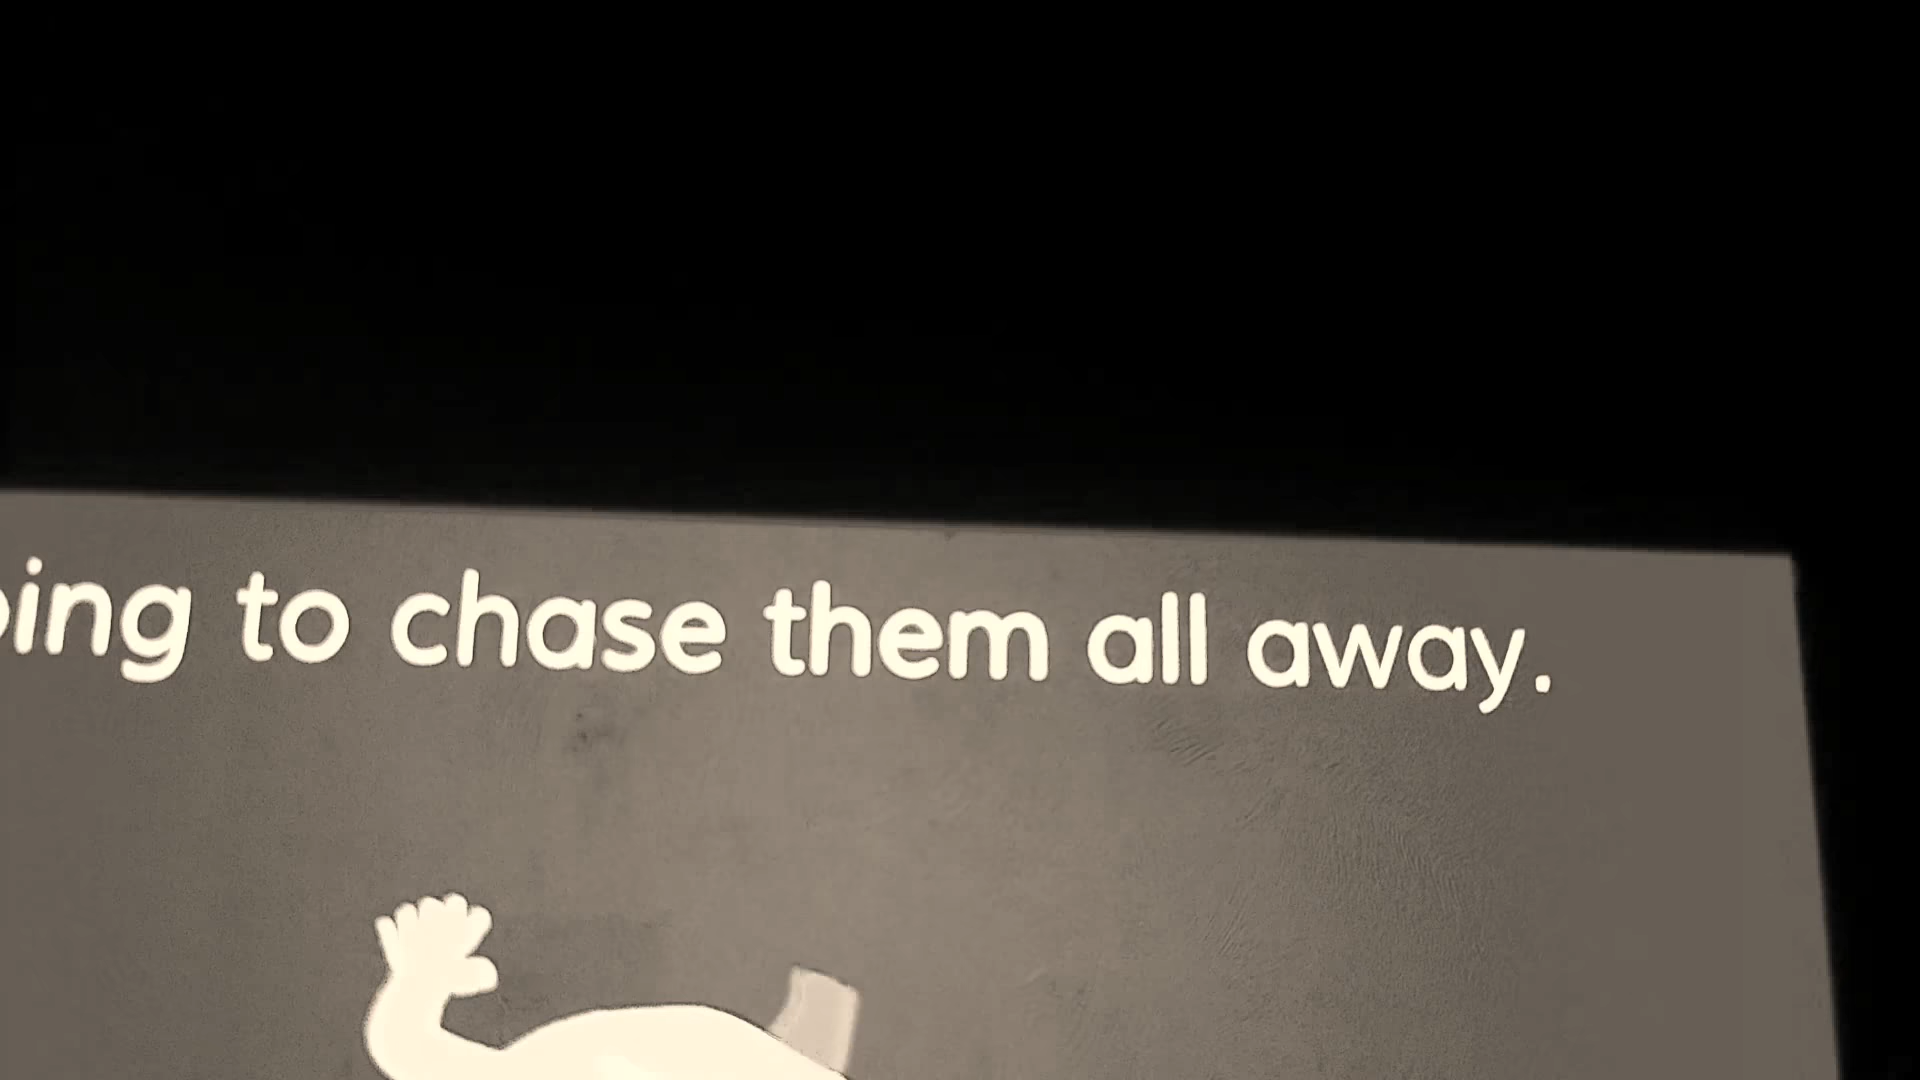 ing to chase them all away.